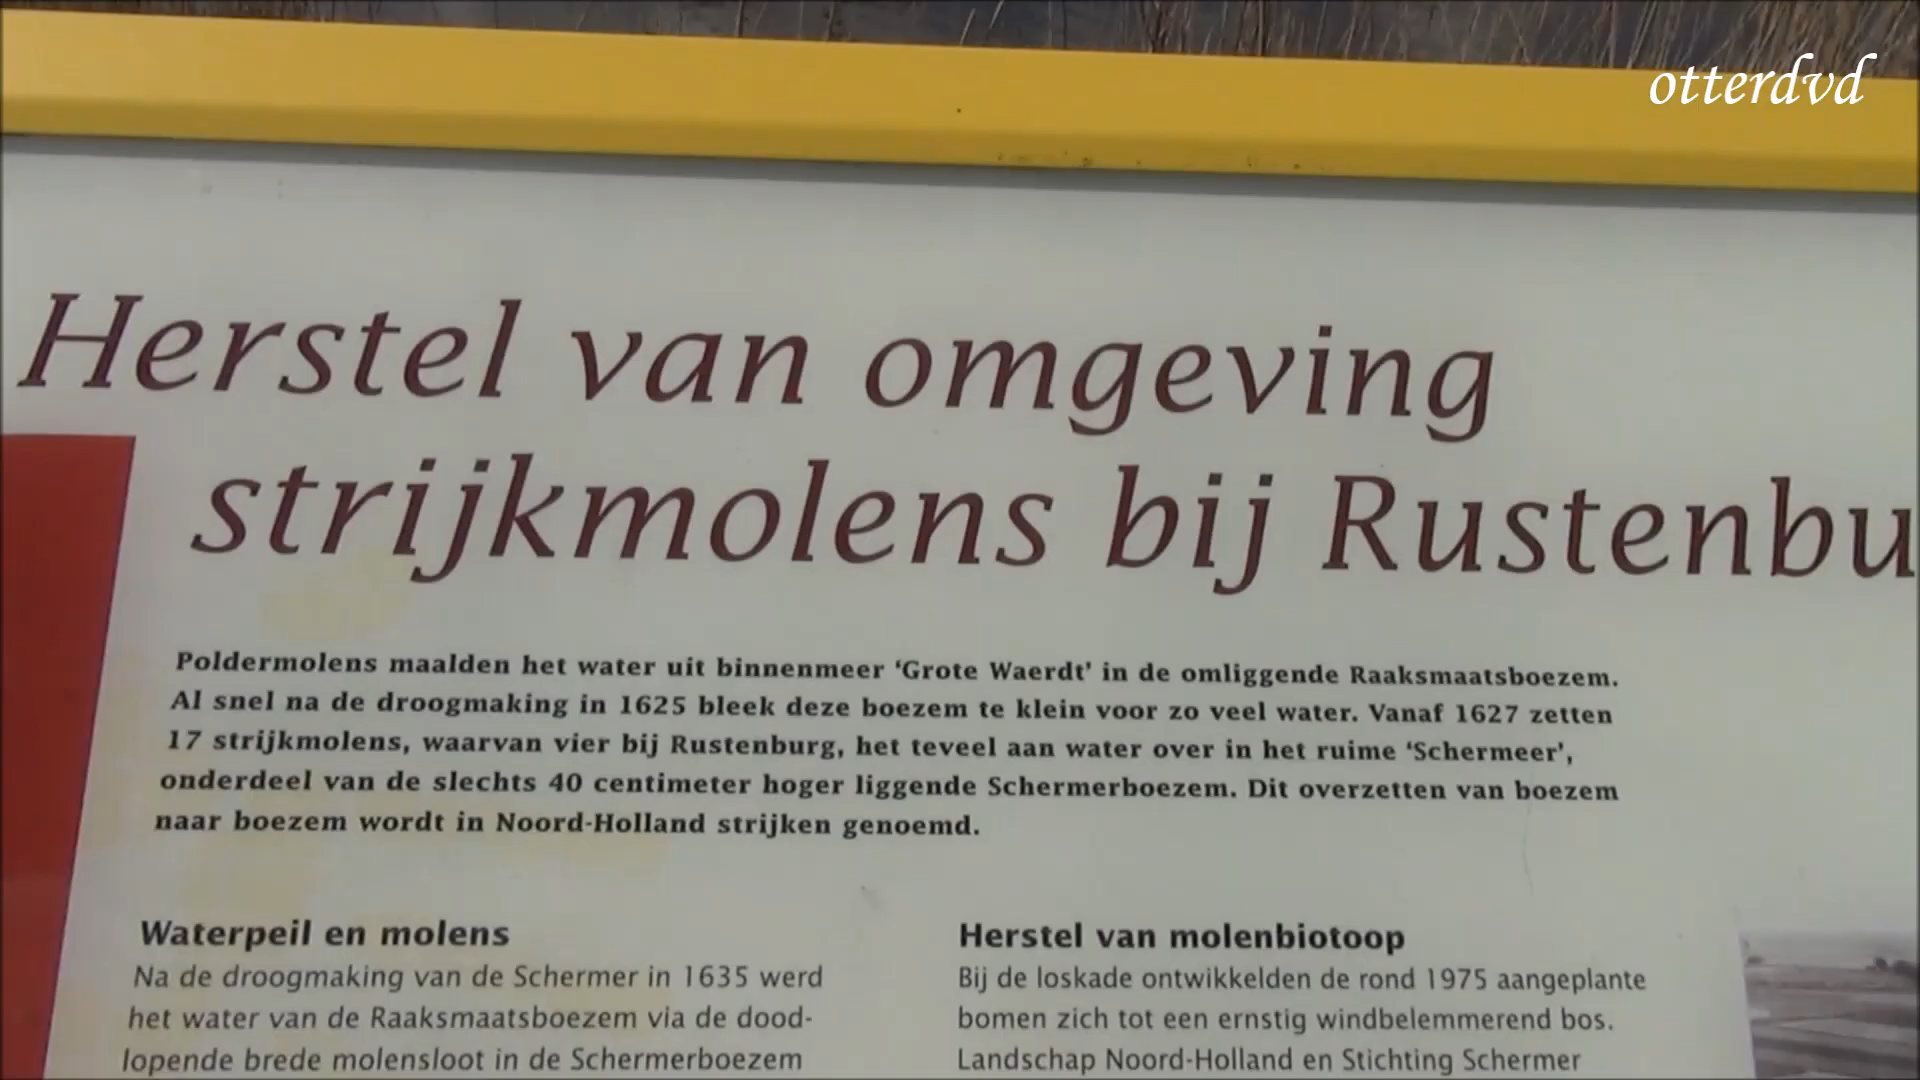 otterdvd
Herstel van omgeving
strijkmolens bij Rustenbu
Poldermolens maalden het water uit binnenmeer ‘Grote Waerdt’ in de omliggende Raaksmaatsboezem.
Al snel na de droogmaking in 1625 bleek deze boezem te klein voor zo veel water. Vanaf 1627 zetten
17 strijkmolens, waarvan vier bij Rustenburg, het teveel aan water over in het ruime ‘Schermeer’,
onderdeel van de slechts 40 centimeter hoger liggende Schermerboezem. Dit overzetten van boezem
naar boezem wordt in Noord-Holland strijken genoemd.
Waterpeil en molens
Na de droogmaking van de Schermer in 1635 werd
het water van de Raaksmaatsboezem via de dood-
lopende brede molensloot in de Schermerboezem
Herstel van molenbiotoop
Bij de loskade ontwikkelden de rond 1975 aangeplante
bomen zich tot een ernstig windbelemmerend bos.
Landschap Noord-Holland en Stichting Schermer